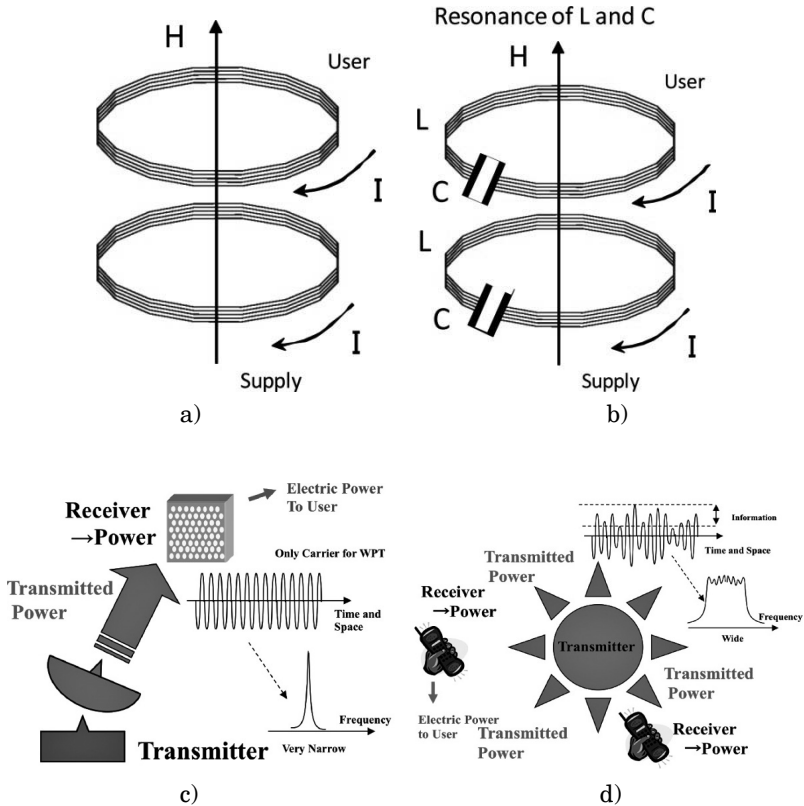 H
User
I
I
Supply
a)
Resonance of L and C
H
User
L
C
I
L
C
I
Supply
b)
Receiver
→Power
Electric Power
To User
Only Carrier for WPT
Transmitted
Power
Time and
Space
Frequency
Very Narrow
Transmitter
c)
Information
Time and Space
Transmitted
Power
Receiver
→Power
Frequency
Wide
Transmitter
Transmitted
Power
Electric Power
to User
Transmitted
Power
Receiver
→Power
d)